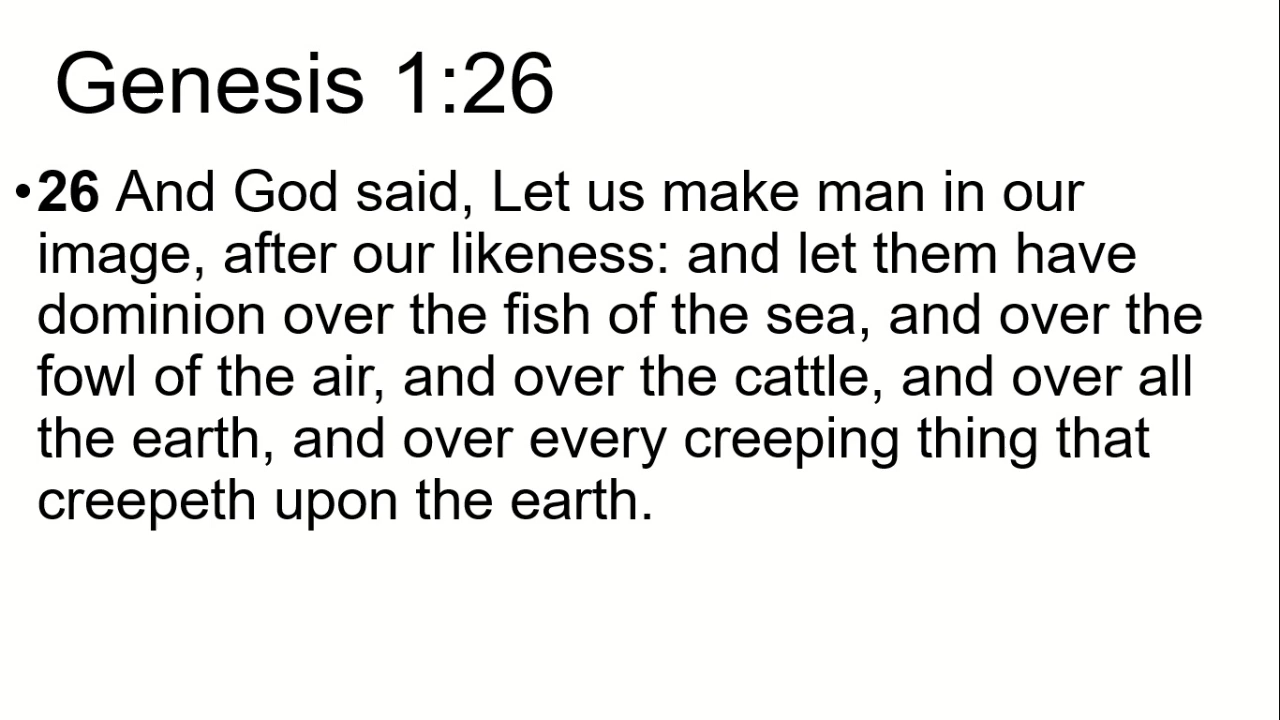 Genesis 1:26
•26 And God said, Let us make man in our
image, after our likeness: and let them have
dominion over the fish of the sea, and over the
fowl of the air, and over the cattle, and over all
the earth, and over every creeping thing that
creepeth upon the earth.